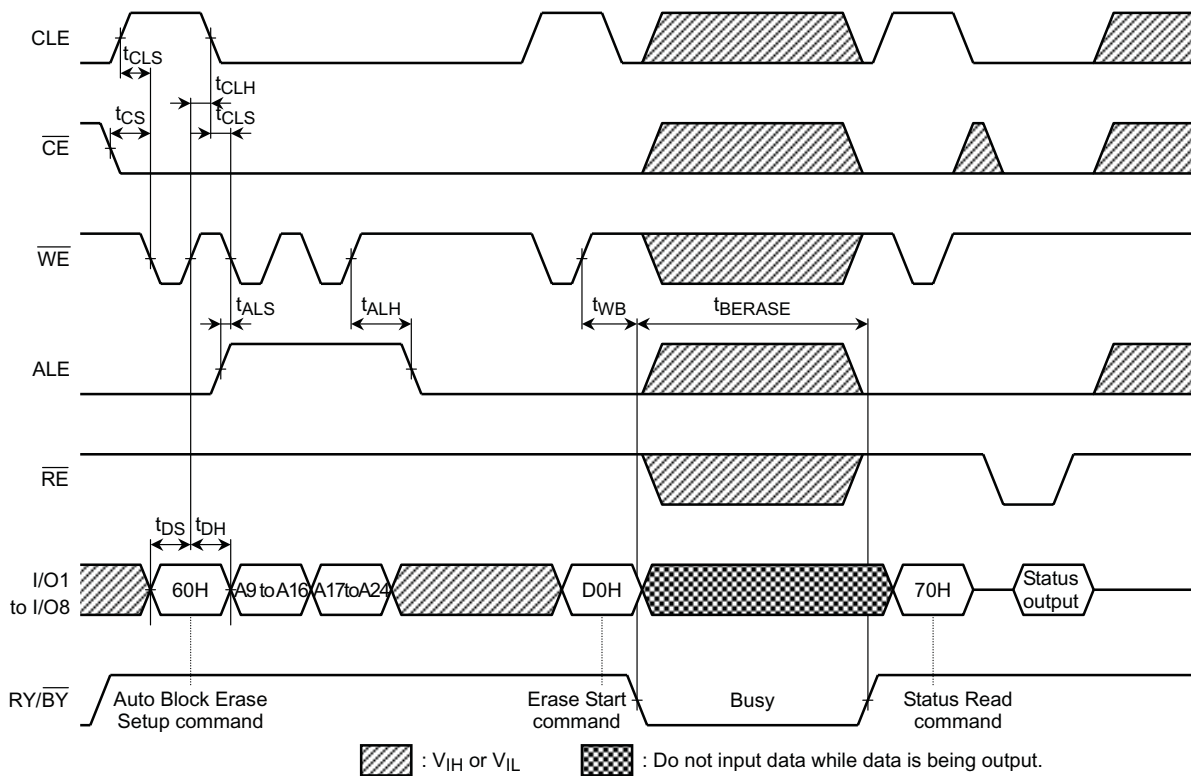 CLE
tCLS
tCLH
tCS
tCLS
CE
WE
tALS
tALH
tWB
tBERASE
ALE
RE
tDS
tDH
I/O1
to I/O8
60H
A9 to A16
A17 to A24
D0H
70H
Status
output
RY/BY
Auto Block Erase
Setup command
Erase Start
command
Busy
Status Read
command
: VIH or VIL
: Do not input data while data is being output.